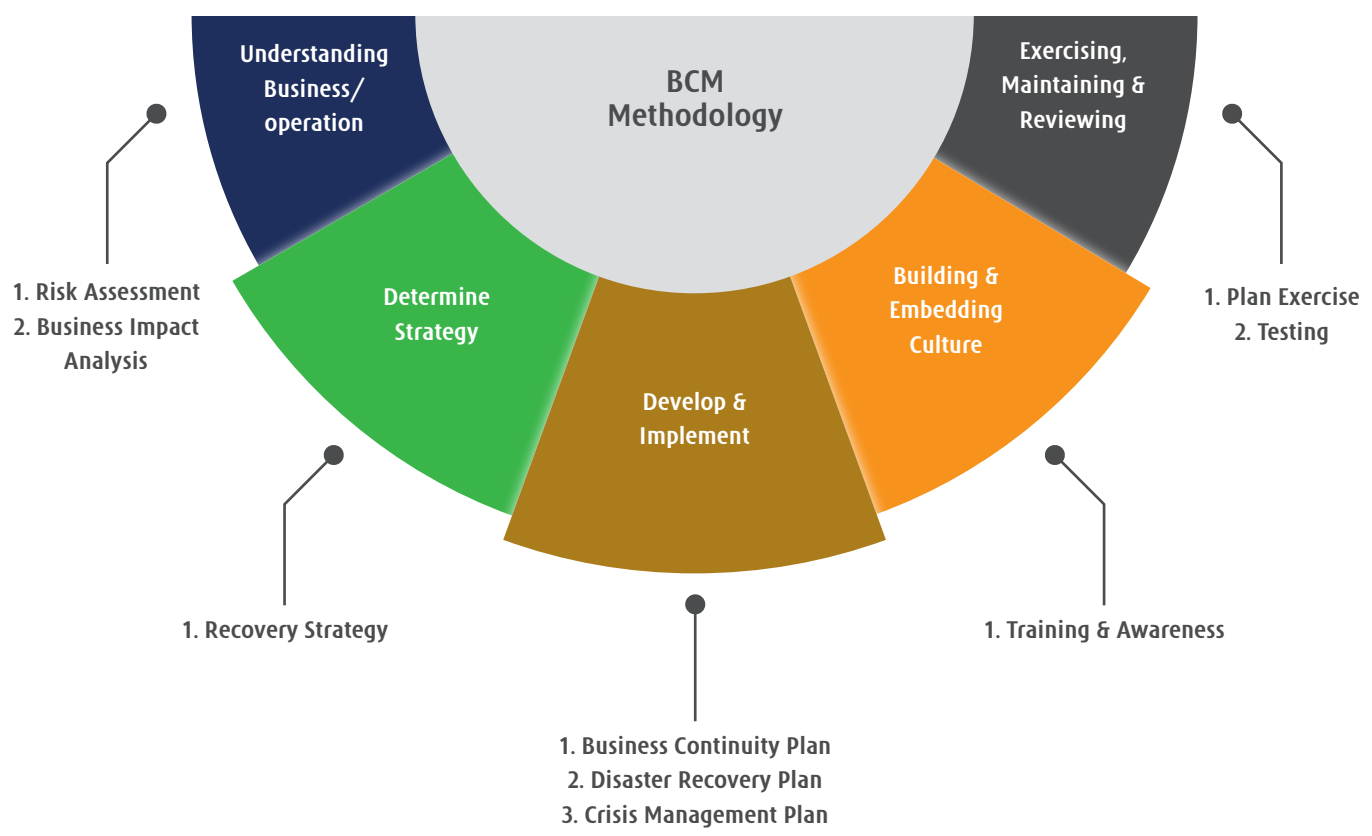 BCM
Methodology
Understanding
Business/
operation
1. Risk Assessment
2. Business Impact
Analysis
Determine
Strategy
1. Recovery Strategy
Develop &
Implement
1. Business Continuity Plan
2. Disaster Recovery Plan
3. Crisis Management Plan
Building &
Embedding
Culture
1. Training & Awareness
Exercising,
Maintaining &
Reviewing
1. Plan Exercise
2. Testing